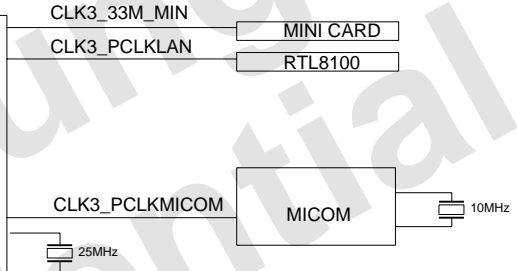 CLK3_33M_MIN
MINI CARD
CLK3_PCLKLAN
RTL8100
CLK3_PCLKMICOM
MICOM
10MHz
25MHz